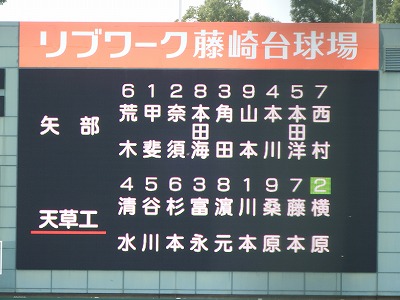 リブワーク藤崎台球場
矢部
6 1 2 8 3 9 4 5 7
荒木 甲斐 奈須 本田海 角田 山本 本川 本田洋 西村
天草工
4 5 6 3 8 1 9 7 2
清水 谷川 杉本 富永 濵元 川本 桑原 藤本 横原